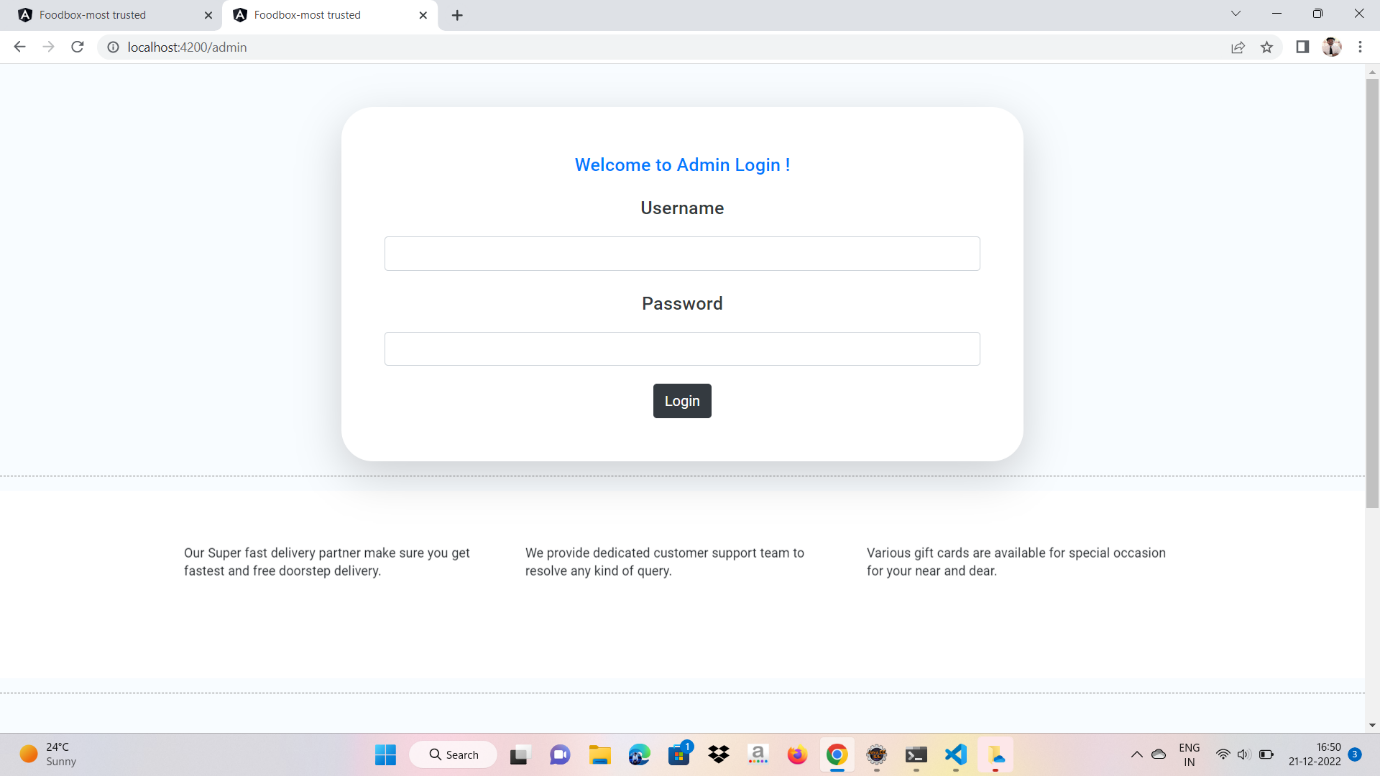 Foodbox-most trusted
Foodbox-most trusted
localhost:4200/admin
Welcome to Admin Login !
Username
Password
Login
Our Super fast delivery partner make sure you get
fastest and free doorstep delivery.
We provide dedicated customer support team to
resolve any kind of query.
Various gift cards are available for special occasion
for your near and dear.
24°C
Sunny
Search
1
a
ENG
IN
16:50
21-12-2022
3